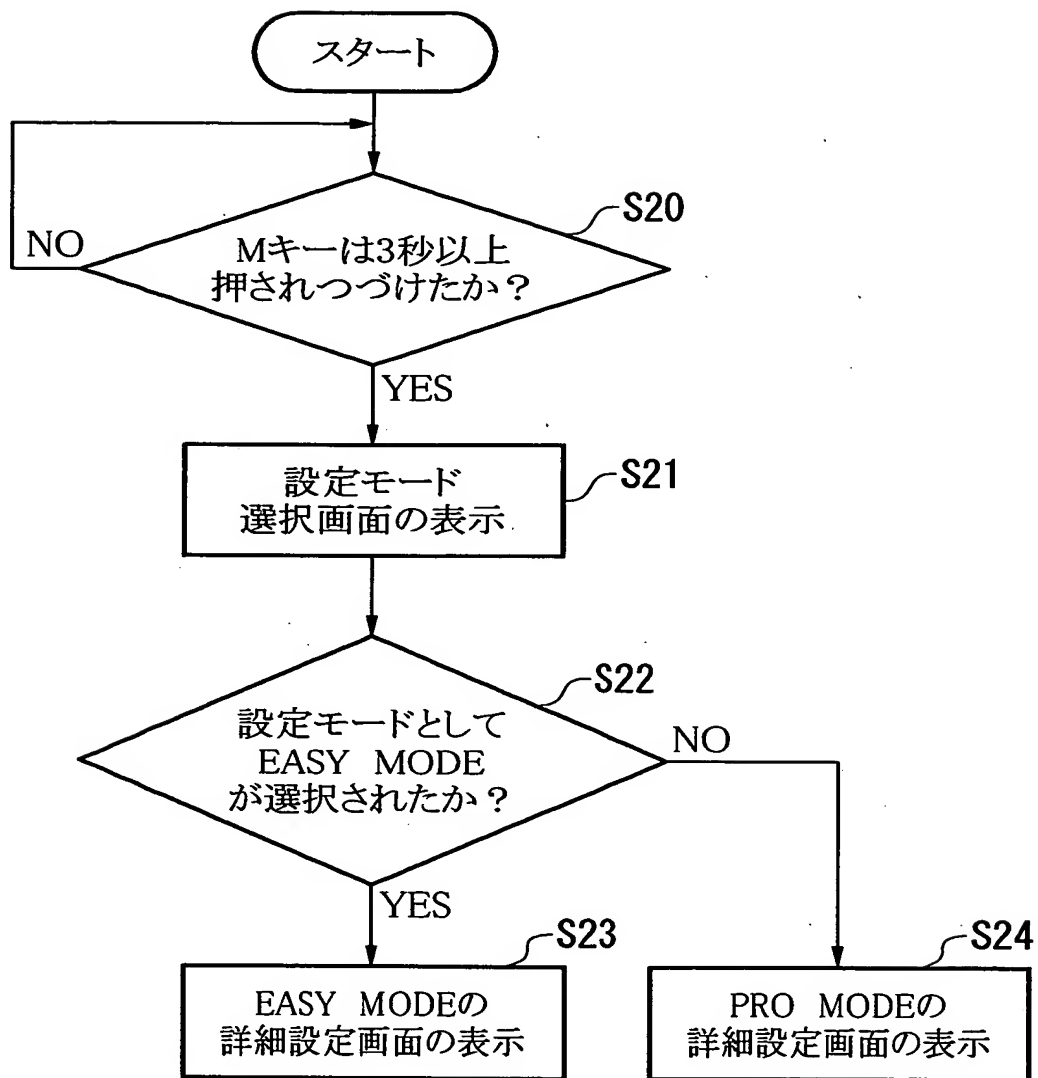 スタート
S20
NO
Mキーは3秒以上
押されつづけたか?
YES
S21
設定モード
選択画面の表示
S22
設定モードとして
EASY MODE
が選択されたか?
NO
YES
S23
EASY MODEの
詳細設定画面の表示
S24
PRO MODEの
詳細設定画面の表示